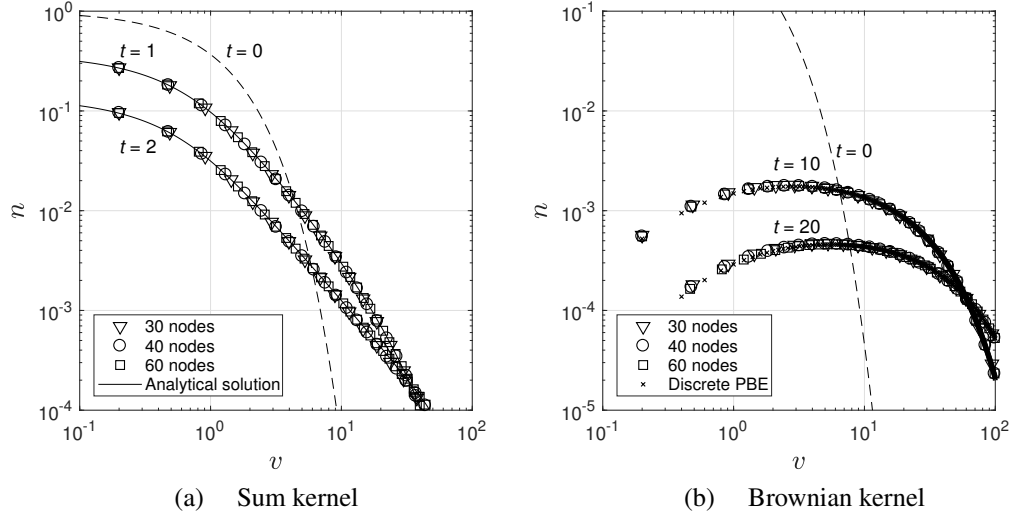 10^0
10^-1
10^-2
10^-3
10^-4
n
t = 1
t = 0
t = 2
30 nodes
40 nodes
60 nodes
Analytical solution
10^-1
10^0
10^1
10^2
v
(a) Sum kernel
10^-1
10^-2
10^-3
10^-4
10^-5
n
t = 0
t = 10
t = 20
30 nodes
40 nodes
60 nodes
Discrete PBE
10^-1
10^0
10^1
10^2
v
(b) Brownian kernel